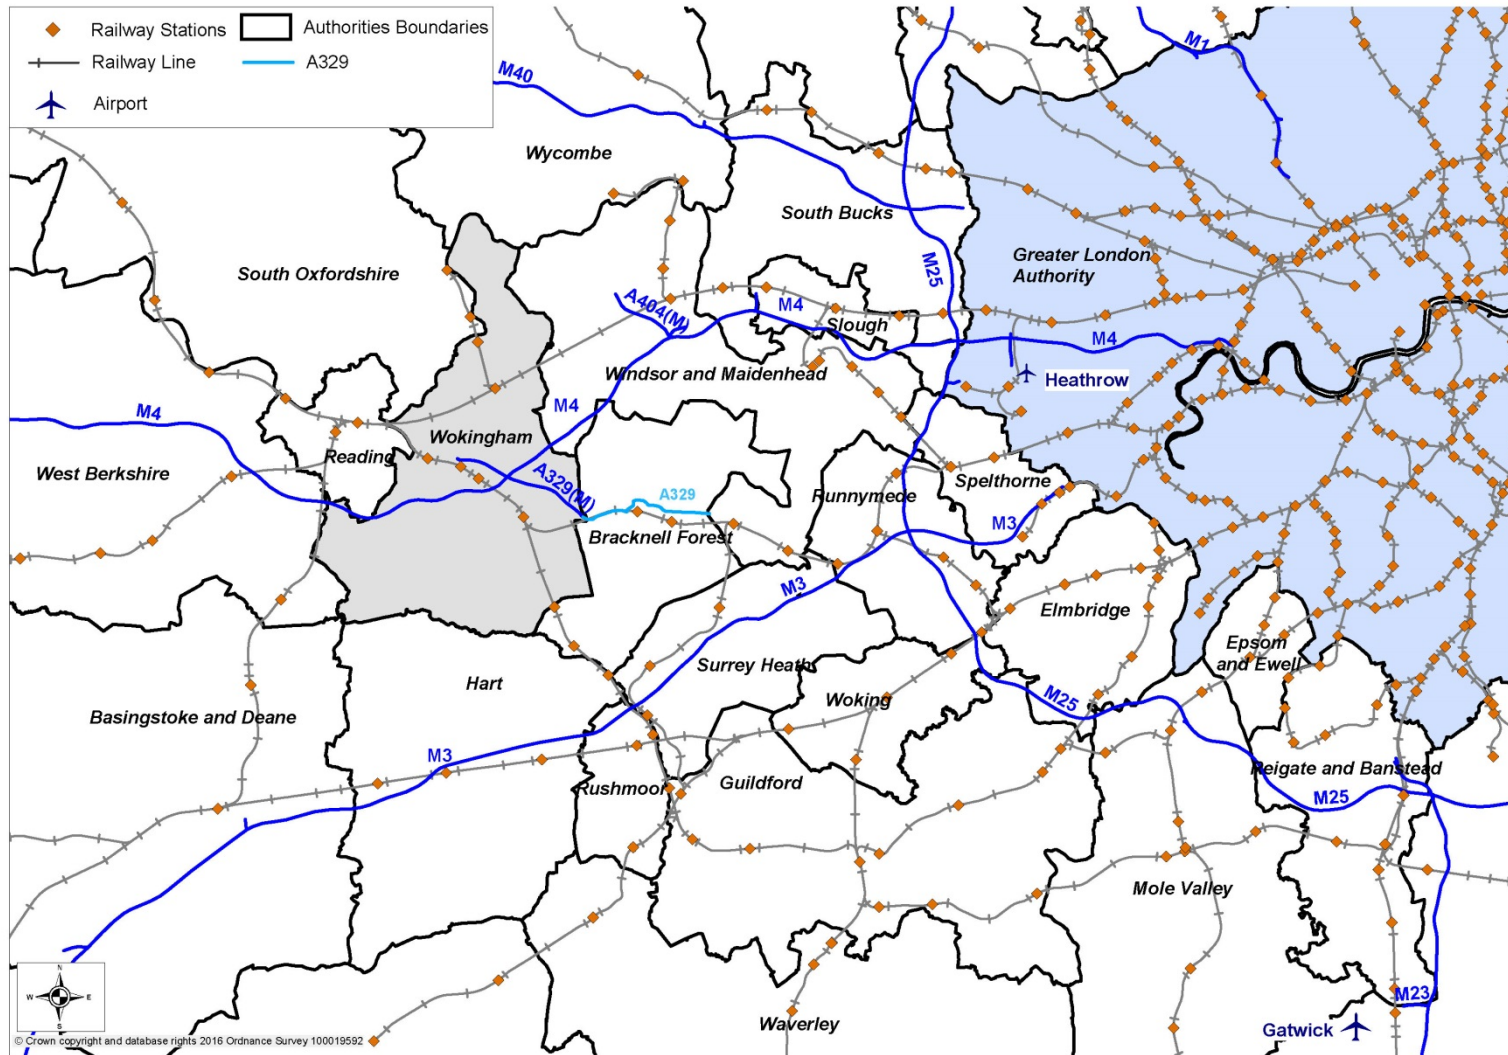 Railway Stations
Authorities Boundaries
Railway Line
A329
Airport
M40
M1
Wycombe
South Bucks
M25
Greater London
Authority
South Oxfordshire
A404(M)
M4
Slough
M4
Heathrow
Windsor and Maidenhead
M4
M4
Wokingham
Reading
West Berkshire
A329(M)
A329
Runnymede
Spelthorne
M3
Bracknell Forest
M3
Elmbridge
Epsom
and Ewell
Surrey Heath
Hart
Woking
M25
Basingstoke and Deane
M3
Rushmoor
Guildford
Reigate and Banstead
M25
Mole Valley
N
W
E
S
M23
Waverley
Gatwick
© Crown copyright and database rights 2016 Ordnance Survey 100019592